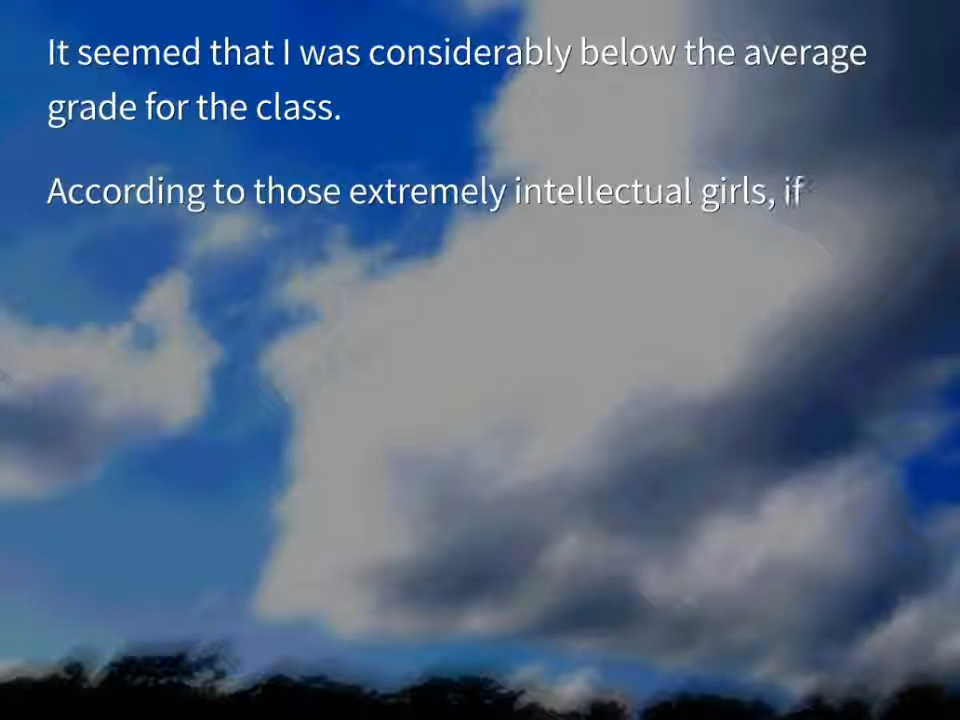 It seemed that I was considerably below the average
grade for the class.
According to those extremely intellectual girls, if